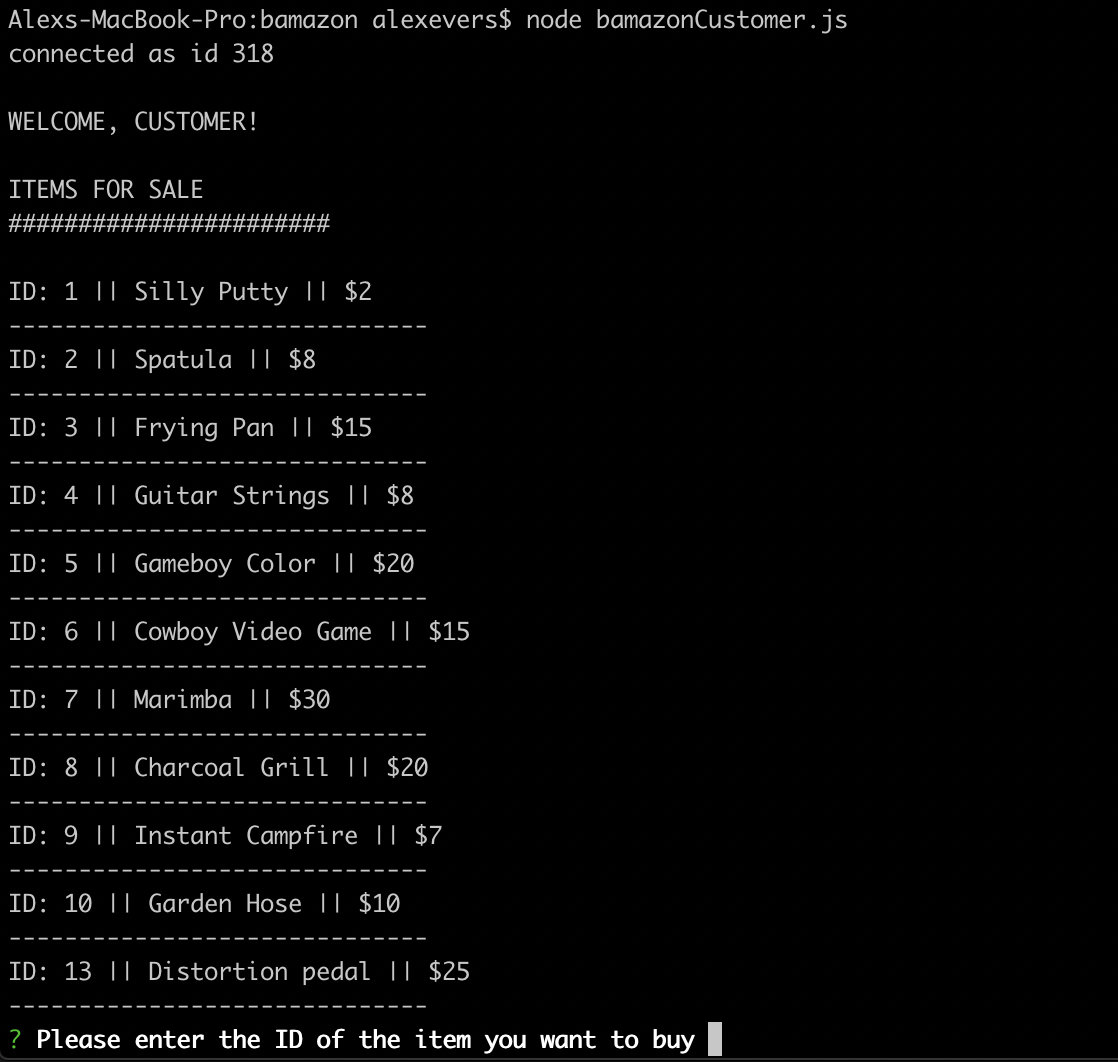 Alexs-MacBook-Pro:bamazon alexevers$ node bamazonCustomer.js
connected as id 318
WELCOME, CUSTOMER!
ITEMS FOR SALE
#######################
ID: 1 || Silly Putty || $2
------------------------------
ID: 2 || Spatula || $8
------------------------------
ID: 3 || Frying Pan || $15
------------------------------
ID: 4 || Guitar Strings || $8
------------------------------
ID: 5 || Gameboy Color || $20
------------------------------
ID: 6 || Cowboy Video Game || $15
------------------------------
ID: 7 || Marimba || $30
------------------------------
ID: 8 || Charcoal Grill || $20
------------------------------
ID: 9 || Instant Campfire || $7
------------------------------
ID: 10 || Garden Hose || $10
------------------------------
ID: 13 || Distortion pedal || $25
------------------------------
? Please enter the ID of the item you want to buy